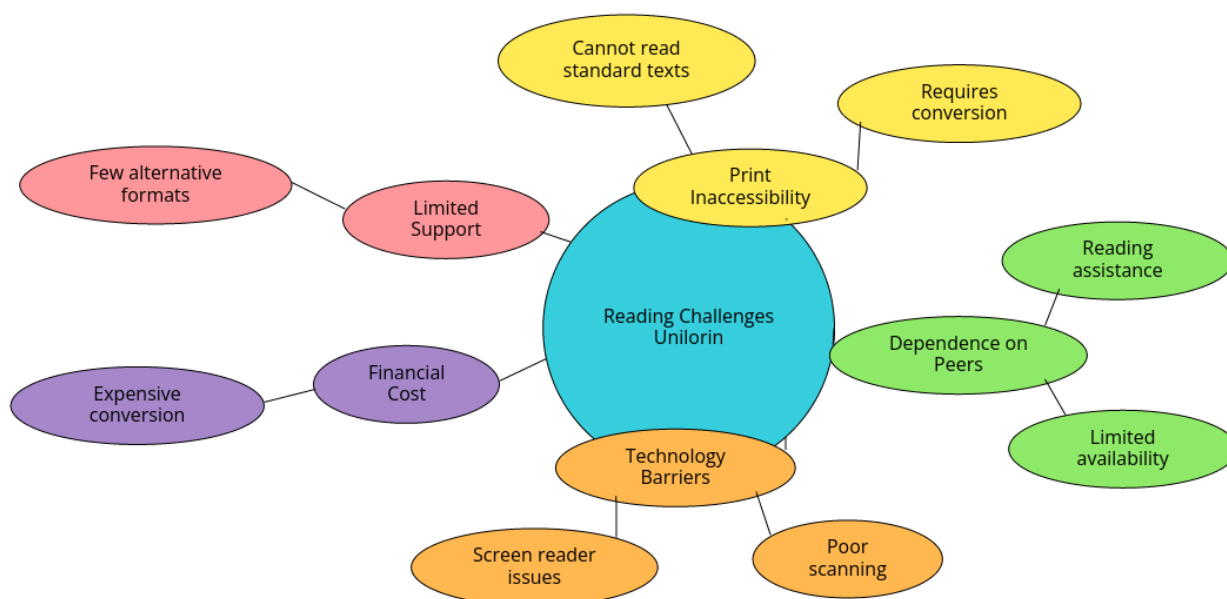 Cannot read
standard texts
Requires
conversion
Print
Inaccessibility
Few alternative
formats
Limited
Support
Reading
assistance
Reading Challenges
Unilorin
Dependence on
Peers
Financial
Cost
Expensive
conversion
Limited
availability
Technology
Barriers
Screen reader
issues
Poor
scanning